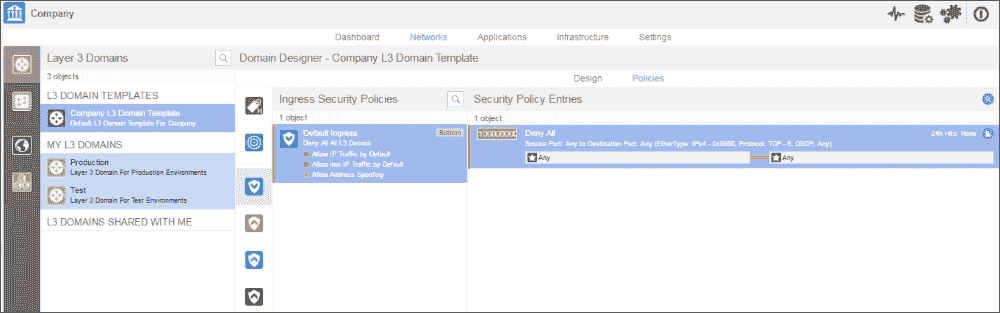 Company
Dashboard
Networks
Applications
Infrastructure
Settings
Layer 3 Domains
3 objects
L3 DOMAIN TEMPLATES
Company L3 Domain Template
Default L3 Domain Template For Company
MY L3 DOMAINS
Production
Layer 3 Domain For Production Environments
Test
Layer 3 Domain For Test Environments
L3 DOMAINS SHARED WITH ME
Domain Designer - Company L3 Domain Template
Design
Policies
Ingress Security Policies
1 object
Default Ingress
Bottom
Deny All At L3 Domain
Allow IP Traffic by Default
Allow non IP Traffic by Default
Allow Address Spoofing
Security Policy Entries
1 object
Deny All
24h Hits: None
Source Port: Any to Destination Port: Any (EtherType: IPv4 - 0x0800, Protocol: TCP - 6, DSCP: Any)
Any
Any